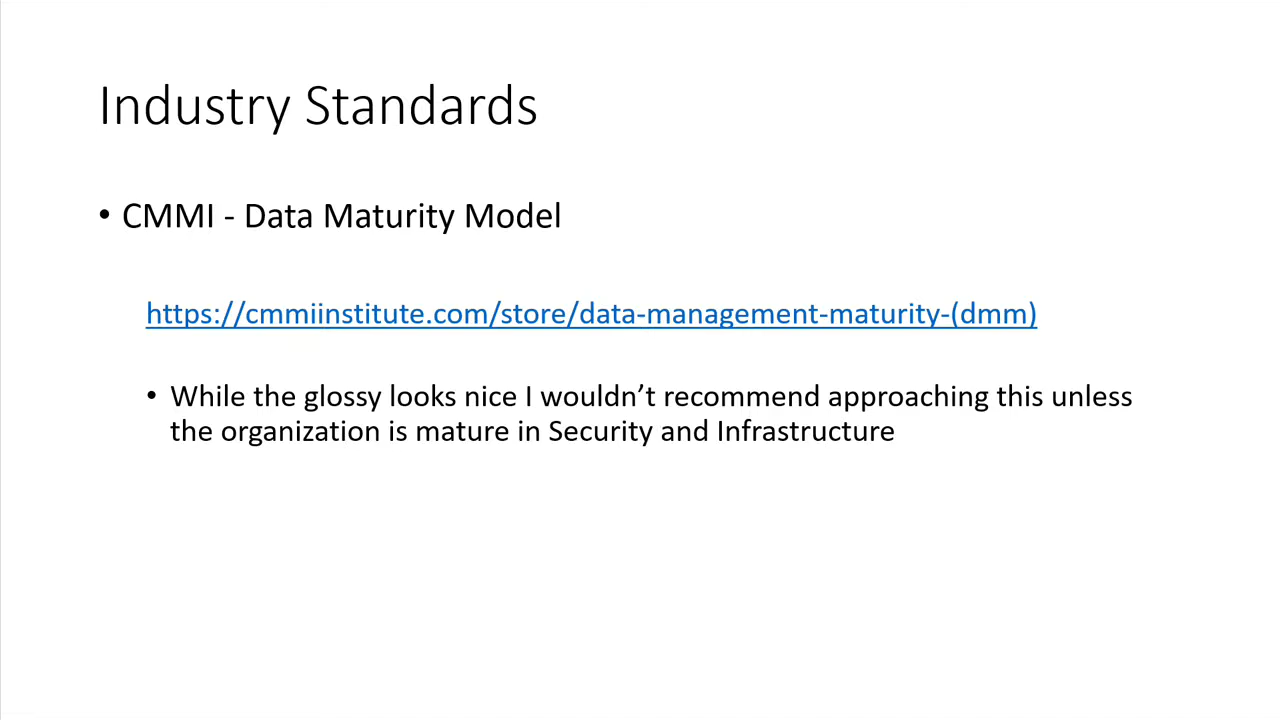 Industry Standards
• CMMI - Data Maturity Model
https://cmmiinstitute.com/store/data-management-maturity-(dmm)
• While the glossy looks nice I wouldn’t recommend approaching this unless
the organization is mature in Security and Infrastructure